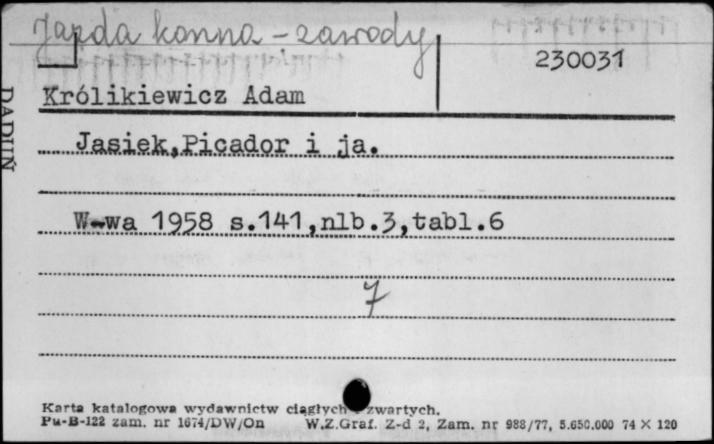 Jazda konna - zawody
230031
DADUŃ
Królikiewicz Adam
Jasiek,Picador i ja.
W-wa 1958 s.141,nlb.3,tabl.6
7
Karta katalogowa wydawnictw ciągłych zwartych.
Pu-B-122 zam. nr 1674/DW/On W.Z.Graf. Z-d 2, Zam. nr 988/77, 5.650.000 74 X 120